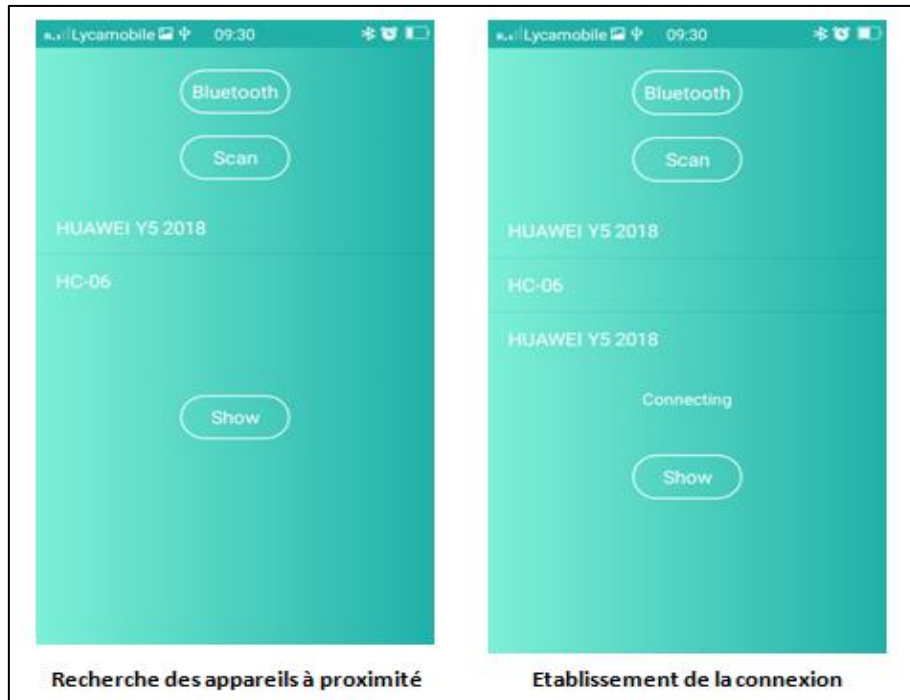 Lycamobile 09:30
Bluetooth
Scan
HUAWEI Y5 2018
HC-06
Show
Recherche des appareils à proximité
Lycamobile 09:30
Bluetooth
Scan
HUAWEI Y5 2018
HC-06
HUAWEI Y5 2018
Connecting
Show
Etablissement de la connexion